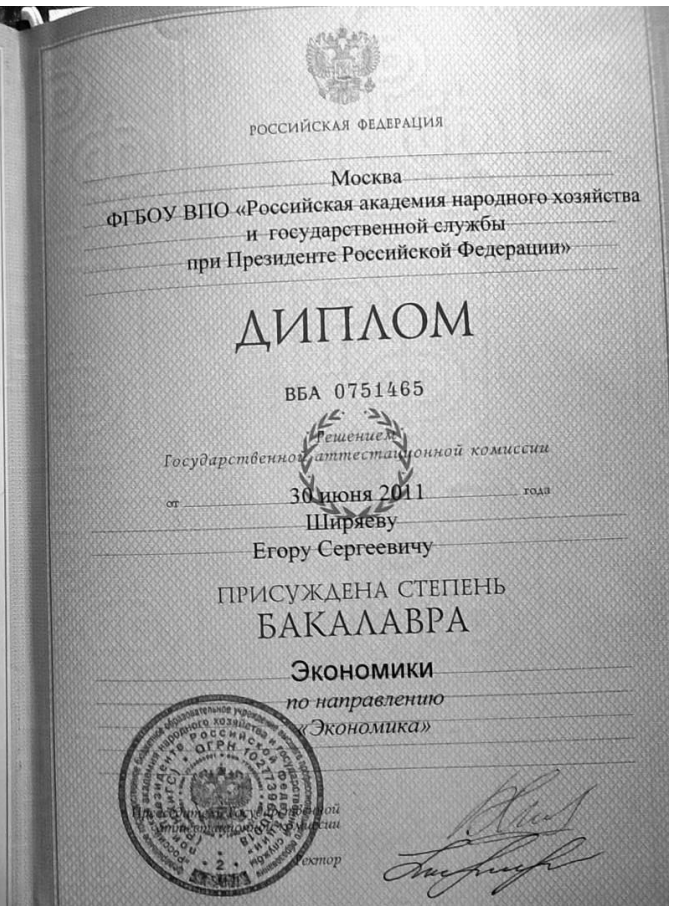 РОССИЙСКАЯ ФЕДЕРАЦИЯ
Москва
ФГБОУ ВПО «Российская академия народного хозяйства
и государственной службы
при Президенте Российской Федерации»
ДИПЛОМ
ВБА 0751465
Решением
Государственной аттестационной комиссии
от 30 июня 2011 года
Ширяеву
Егору Сергеевичу
ПРИСУЖДЕНА СТЕПЕНЬ
БАКАЛАВРА
Экономики
по направлению
«Экономика»
Председатель Государственной
аттестационной комиссии
Ректор